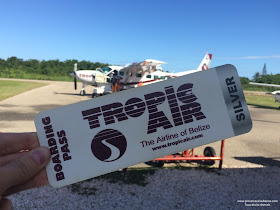 BOARDING PASS
TROPIC
AIR
The Airline of Belize
www.tropicair.com
SILVER